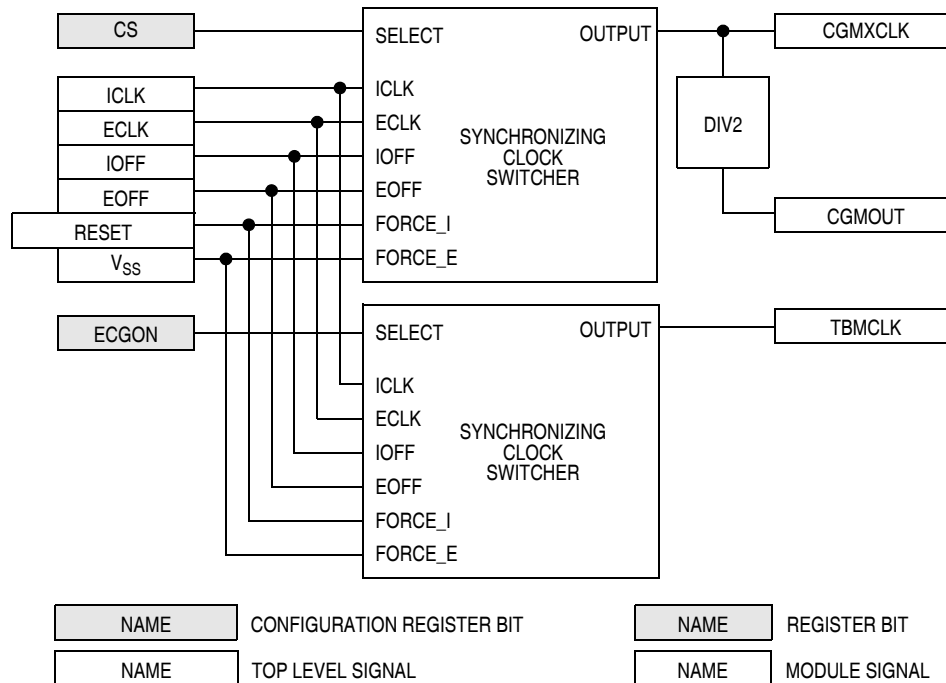 CS
SELECT
OUTPUT
CGMXCLK
ICLK
ICLK
ECLK
ECLK
SYNCHRONIZING
CLOCK
SWITCHER
DIV2
IOFF
IOFF
EOFF
EOFF
RESET
FORCE_I
CGMOUT
VSS
FORCE_E
ECGON
SELECT
OUTPUT
TBMCLK
ICLK
ECLK
SYNCHRONIZING
CLOCK
SWITCHER
IOFF
EOFF
FORCE_I
FORCE_E
NAME CONFIGURATION REGISTER BIT
NAME REGISTER BIT
NAME TOP LEVEL SIGNAL
NAME MODULE SIGNAL